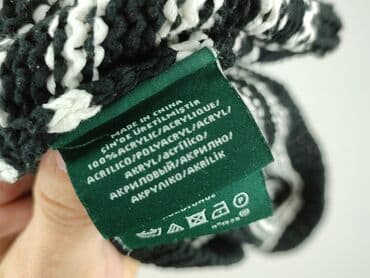 MADE IN CHINA
ÇİN'DE ÜRETİLMİŞTİR
100%ACRYLIC/ACRYLIQUE/
ACRILICO/POLYACRYL/ACRYL/
AKRYL/acrílico/
АКРИЛОВЫЙ/АКРИЛНО/
ΑΚΡΥΛΙΚΟ/AKRİLİK